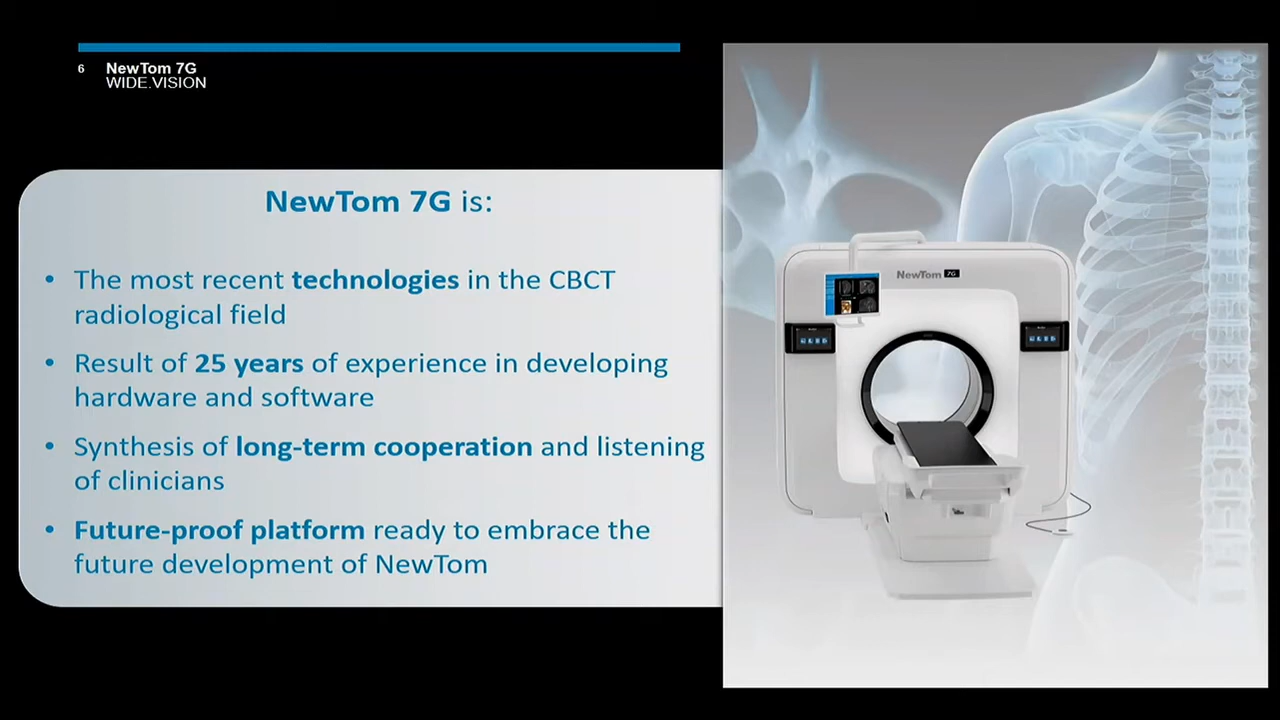 6 NewTom 7G
WIDE.VISION
NewTom 7G is:
• The most recent technologies in the CBCT
radiological field
• Result of 25 years of experience in developing
hardware and software
• Synthesis of long-term cooperation and listening
of clinicians
• Future-proof platform ready to embrace the
future development of NewTom
NewTom 7G